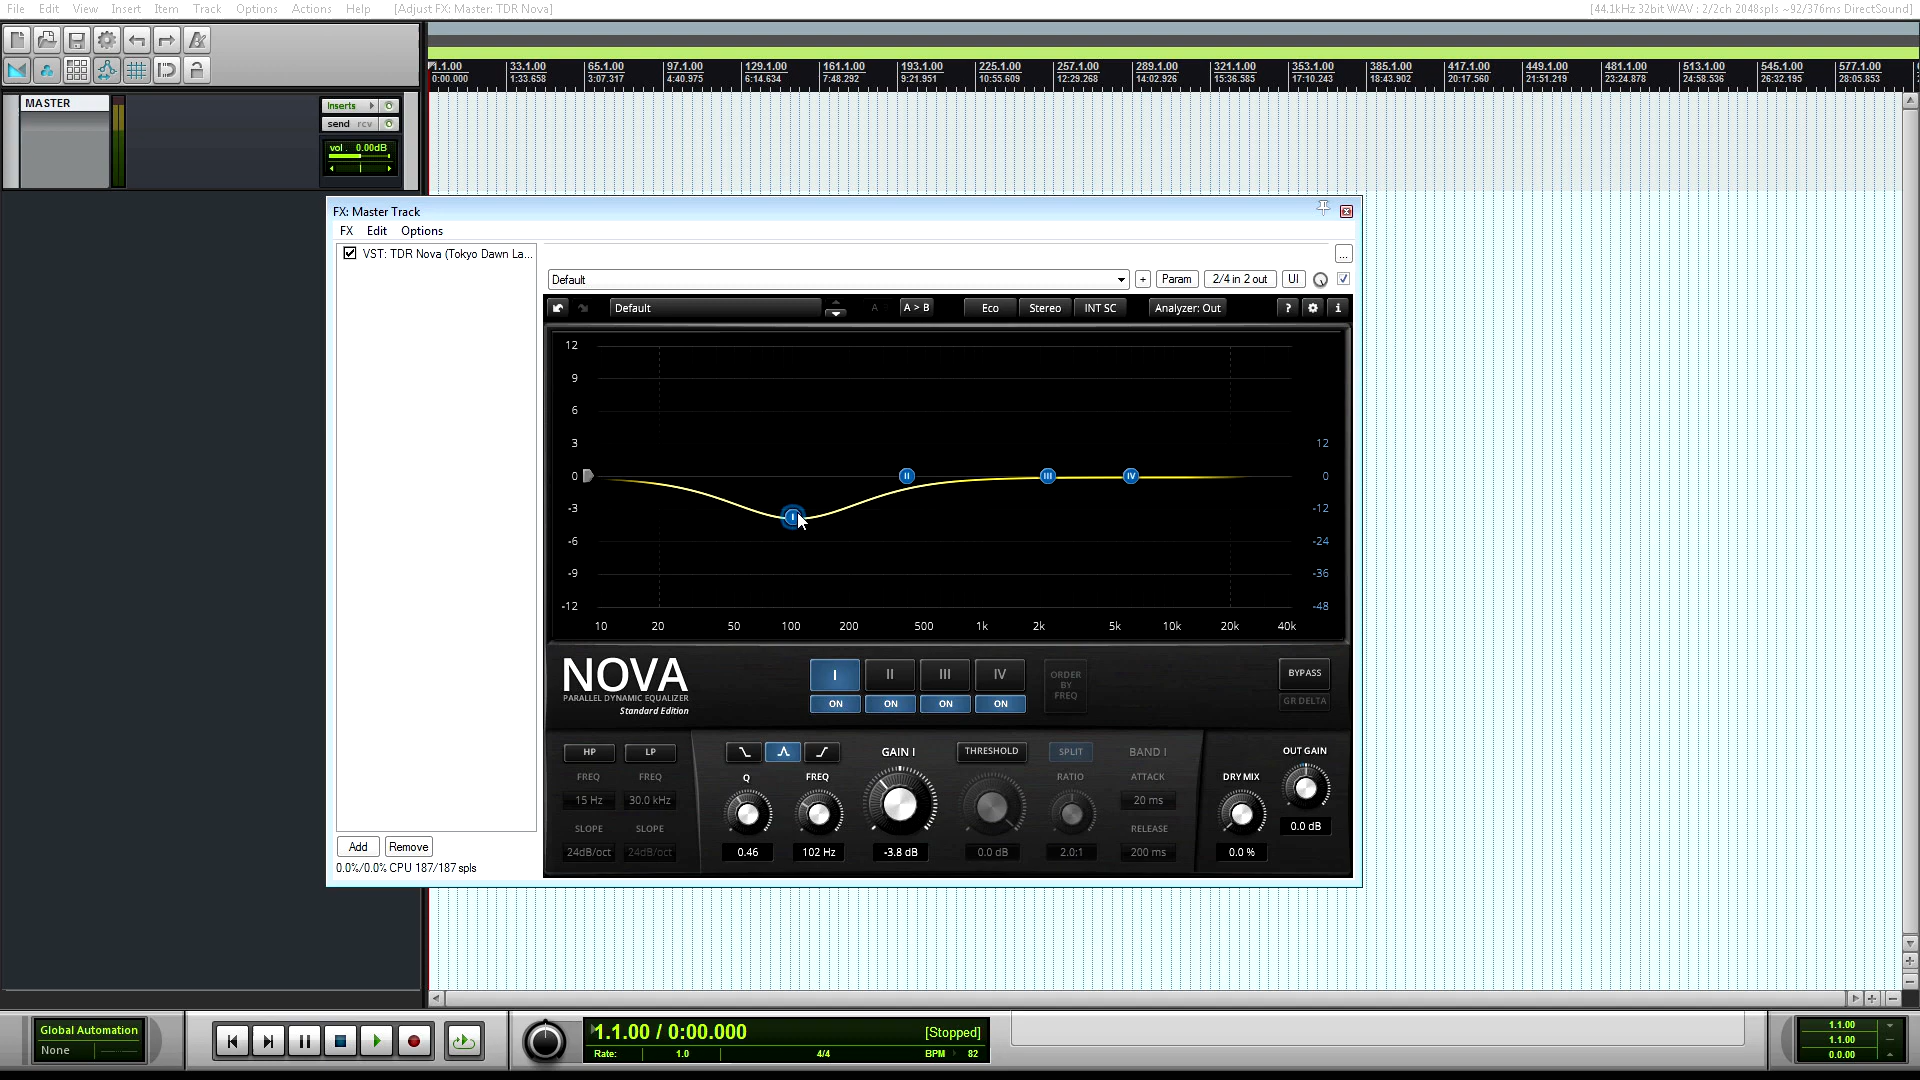 File Edit View Insert Item Track Options Actions Help [Adjust FX: Master: TDR Nova] [44.1kHz 32bit WAV : 2/2ch 2048spls ~92/376ms DirectSound]
1.1.00 33.1.00 65.1.00 97.1.00 129.1.00 161.1.00 193.1.00 225.1.00 257.1.00 289.1.00 321.1.00 353.1.00 385.1.00 417.1.00 449.1.00 481.1.00 513.1.00 545.1.00 577.1.00
0:00.000 1:33.658 3:07.317 4:40.975 6:14.634 7:48.292 9:21.951 10:55.609 12:29.268 14:02.926 15:36.585 17:10.243 18:43.902 20:17.560 21:51.219 23:24.878 24:58.536 26:32.195 28:05.853
MASTER
Inserts
send rcv
vol. 0.00dB
FX: Master Track
FX Edit Options
VST: TDR Nova (Tokyo Dawn La...
...
Default + Param 2/4 in 2 out UI
Default A A > B Eco Stereo INT SC Analyzer: Out ? i
12
9
6
3 12
0 I II III IV 0
-3 -12
-6 -24
-9 -36
-12 -48
10 20 50 100 200 500 1k 2k 5k 10k 20k 40k
NOVA
PARALLEL DYNAMIC EQUALIZER
Standard Edition
I II III IV
ON ON ON ON
ORDER
BY
FREQ
BYPASS
GR DELTA
HP LP GAIN I THRESHOLD SPLIT BAND I OUT GAIN
FREQ FREQ Q FREQ RATIO ATTACK DRY MIX
15 Hz 30.0 kHz 20 ms
SLOPE SLOPE RELEASE 0.0 dB
24dB/oct 24dB/oct 0.46 102 Hz -3.8 dB 0.0 dB 2.0:1 200 ms 0.0 %
Add Remove
0.0%/0.0% CPU 187/187 spls
Global Automation
None
1.1.00 / 0:00.000 [Stopped]
Rate: 1.0 4/4 BPM 82
1.1.00
1.1.00
0.0.00